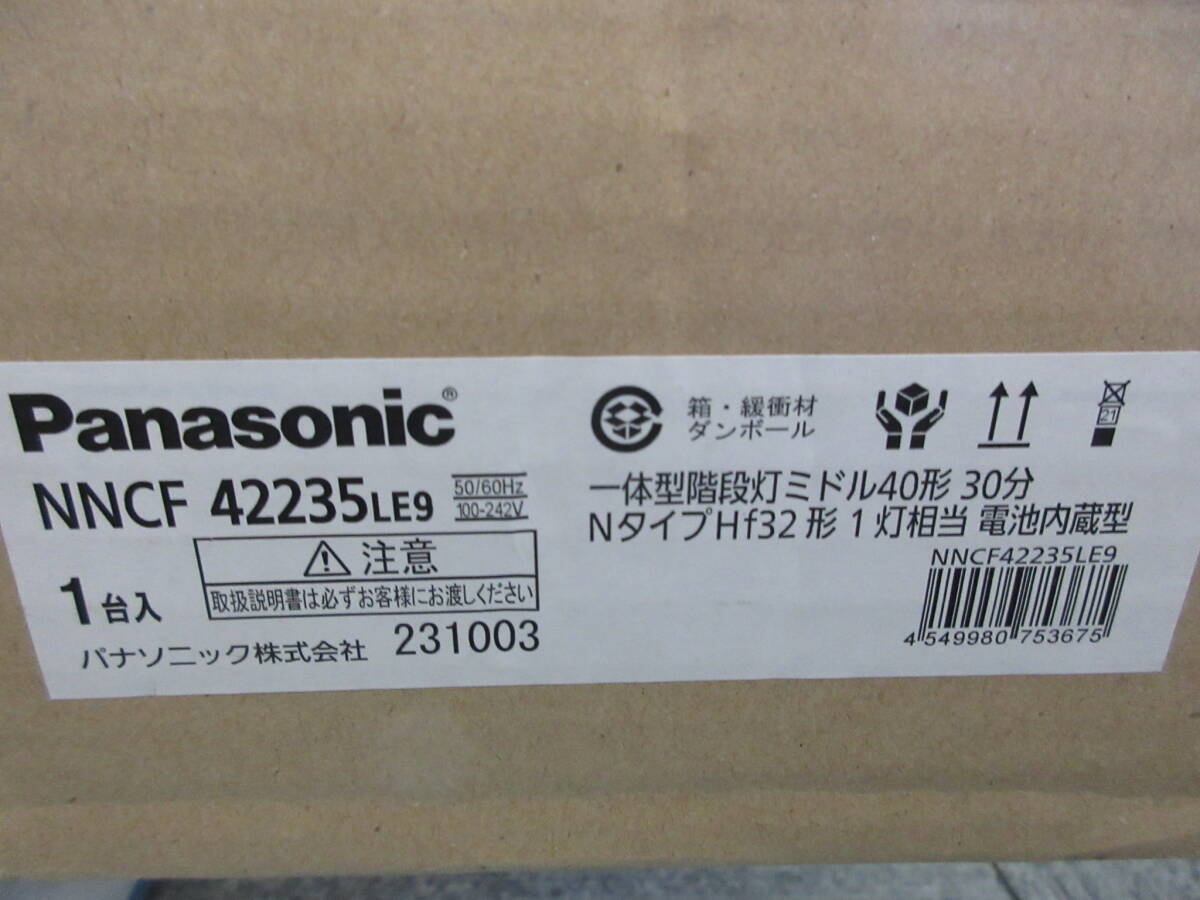 Panasonic®
NNCF 42235LE9
50/60Hz
100-242V
⚠注意
取扱説明書は必ずお客様にお渡しください
1台入
パナソニック株式会社 231003
箱・緩衝材
ダンボール
21
一体型階段灯ミドル40形 30分
NタイプHf32形1灯相当 電池内蔵型
NNCF42235LE9
4 549980 753675